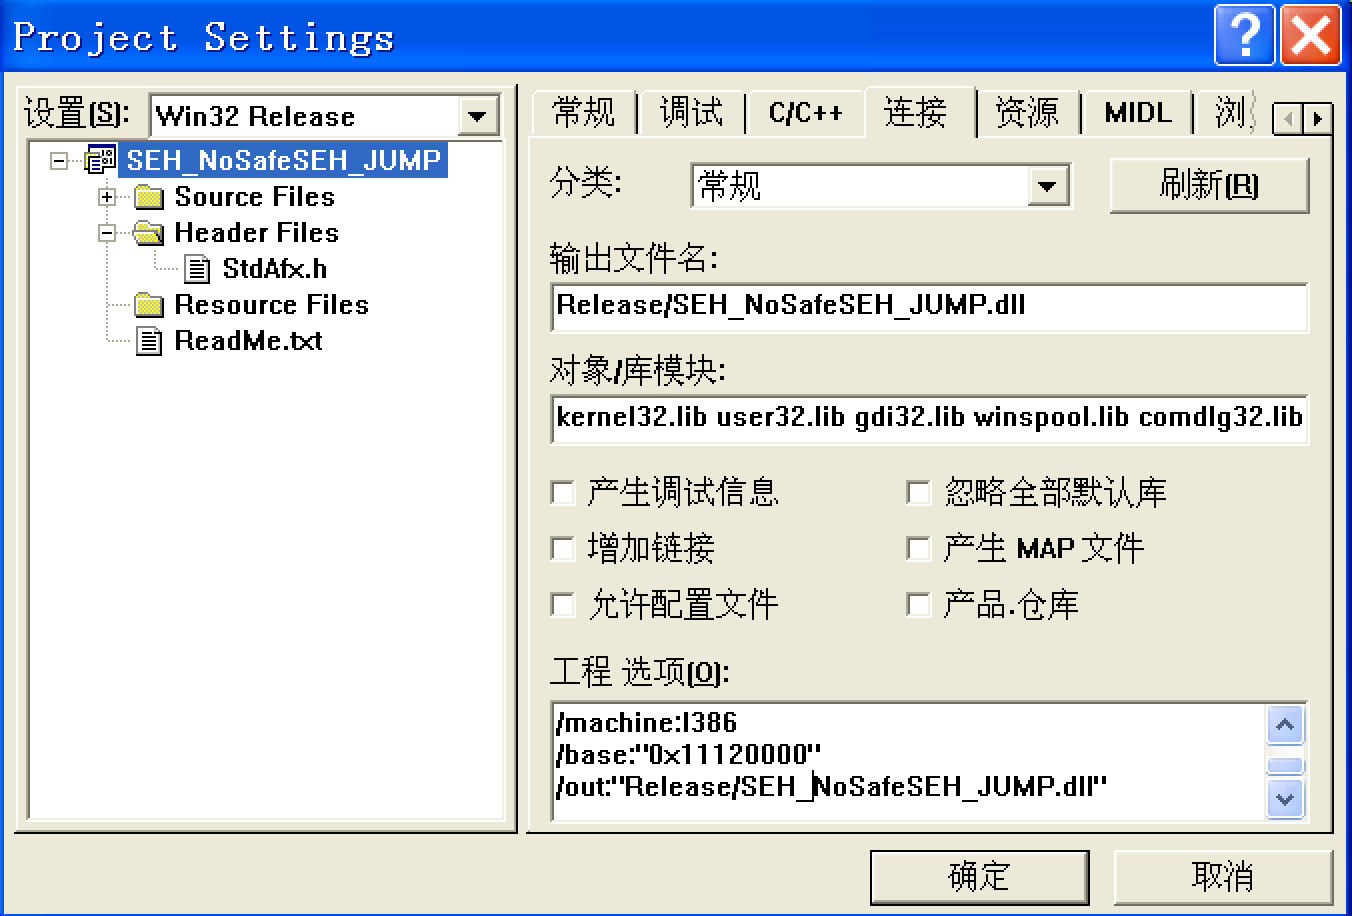 Project Settings
设置(S):
Win32 Release
SEH_NoSafeSEH_JUMP
Source Files
Header Files
StdAfx.h
Resource Files
ReadMe.txt
常规 调试 C/C++ 连接 资源 MIDL 浏
分类:
常规
刷新(R)
输出文件名:
Release/SEH_NoSafeSEH_JUMP.dll
对象/库模块:
kernel32.lib user32.lib gdi32.lib winspool.lib comdlg32.lib
产生调试信息 忽略全部默认库
增加链接 产生 MAP 文件
允许配置文件 产品.仓库
工程 选项(O):
/machine:I386
/base:"0x11120000"
/out:"Release/SEH_NoSafeSEH_JUMP.dll"
确定 取消